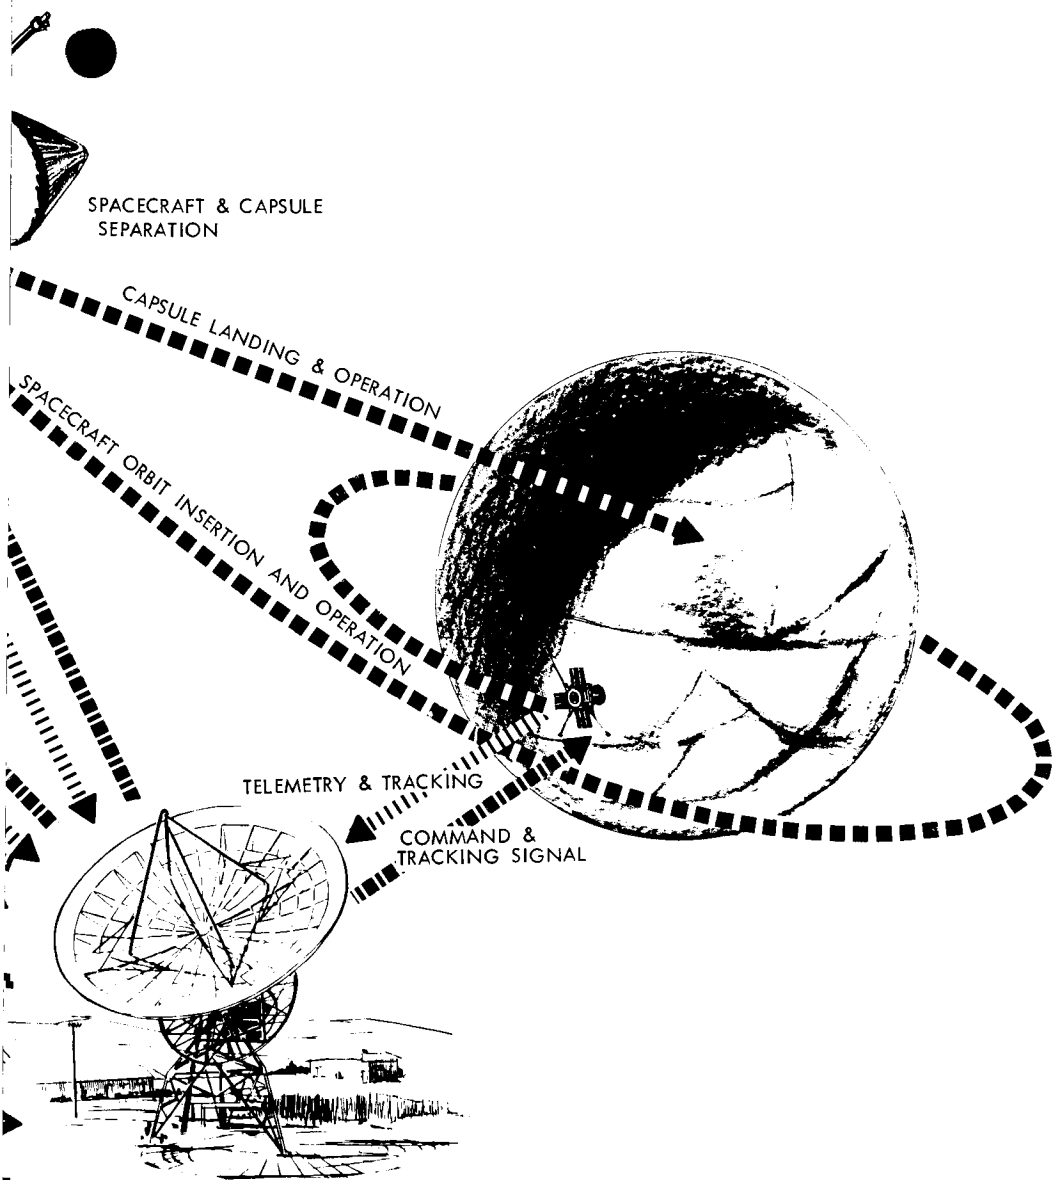 SPACECRAFT & CAPSULE
SEPARATION
CAPSULE LANDING & OPERATION
SPACECRAFT ORBIT INSERTION AND OPERATION
TELEMETRY & TRACKING
COMMAND &
TRACKING SIGNAL